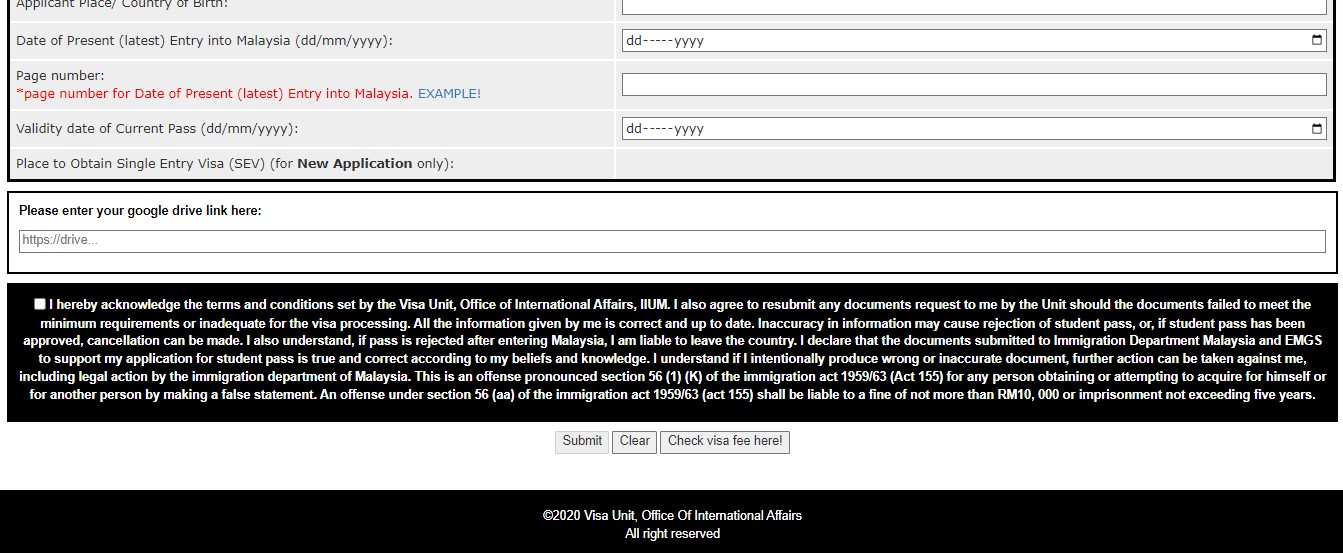 Applicant Place/ Country of Birth:
Date of Present (latest) Entry into Malaysia (dd/mm/yyyy):
dd-----yyyy
Page number:
*page number for Date of Present (latest) Entry into Malaysia. EXAMPLE!
Validity date of Current Pass (dd/mm/yyyy):
dd-----yyyy
Place to Obtain Single Entry Visa (SEV) (for New Application only):
Please enter your google drive link here:
https://drive...
I hereby acknowledge the terms and conditions set by the Visa Unit, Office of International Affairs, IIUM. I also agree to resubmit any documents request to me by the Unit should the documents failed to meet the
minimum requirements or inadequate for the visa processing. All the information given by me is correct and up to date. Inaccuracy in information may cause rejection of student pass, or, if student pass has been
approved, cancellation can be made. I also understand, if pass is rejected after entering Malaysia, I am liable to leave the country. I declare that the documents submitted to Immigration Department Malaysia and EMGS
to support my application for student pass is true and correct according to my beliefs and knowledge. I understand if I intentionally produce wrong or inaccurate document, further action can be taken against me,
including legal action by the immigration department of Malaysia. This is an offense pronounced section 56 (1) (K) of the immigration act 1959/63 (Act 155) for any person obtaining or attempting to acquire for himself or
for another person by making a false statement. An offense under section 56 (aa) of the immigration act 1959/63 (act 155) shall be liable to a fine of not more than RM10, 000 or imprisonment not exceeding five years.
Submit Clear Check visa fee here!
©2020 Visa Unit, Office Of International Affairs
All right reserved